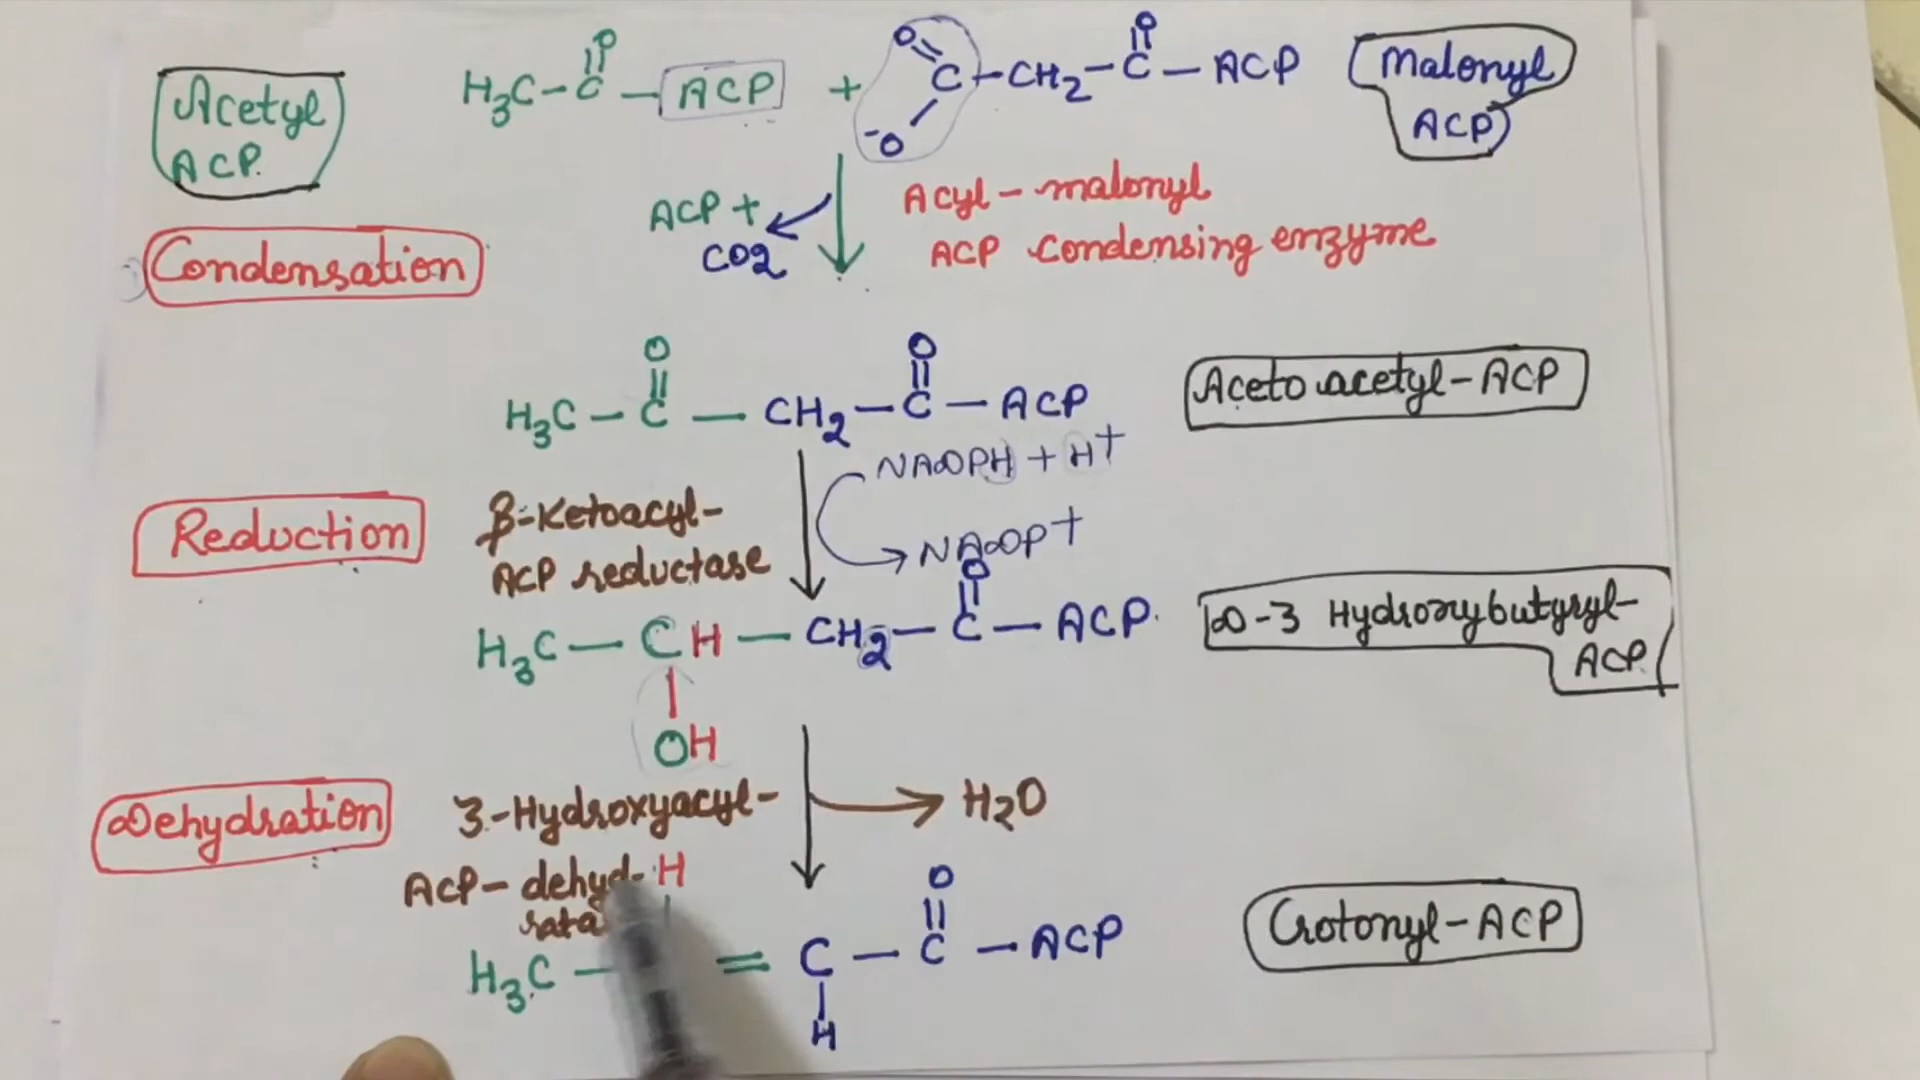 Acetyl
ACP
H3C-C-ACP + C-CH2-C-ACP
O
O
O
-O
Malonyl
ACP
ACP +
CO2
Acyl-malonyl
ACP condensing enzyme
Condensation
O
O
H3C-C-CH2-C-ACP
Aceto acetyl-ACP
NADPH + H+
Reduction
β-Ketoacyl-
ACP reductase
NADP+
O
H3C-CH-CH2-C-ACP
OH
D-3 Hydroxybutyryl-
ACP
Dehydration
3-Hydroxyacyl-
ACP-dehyd-
H2O
H
O
H3C- = C-C-ACP
H
Crotonyl-ACP